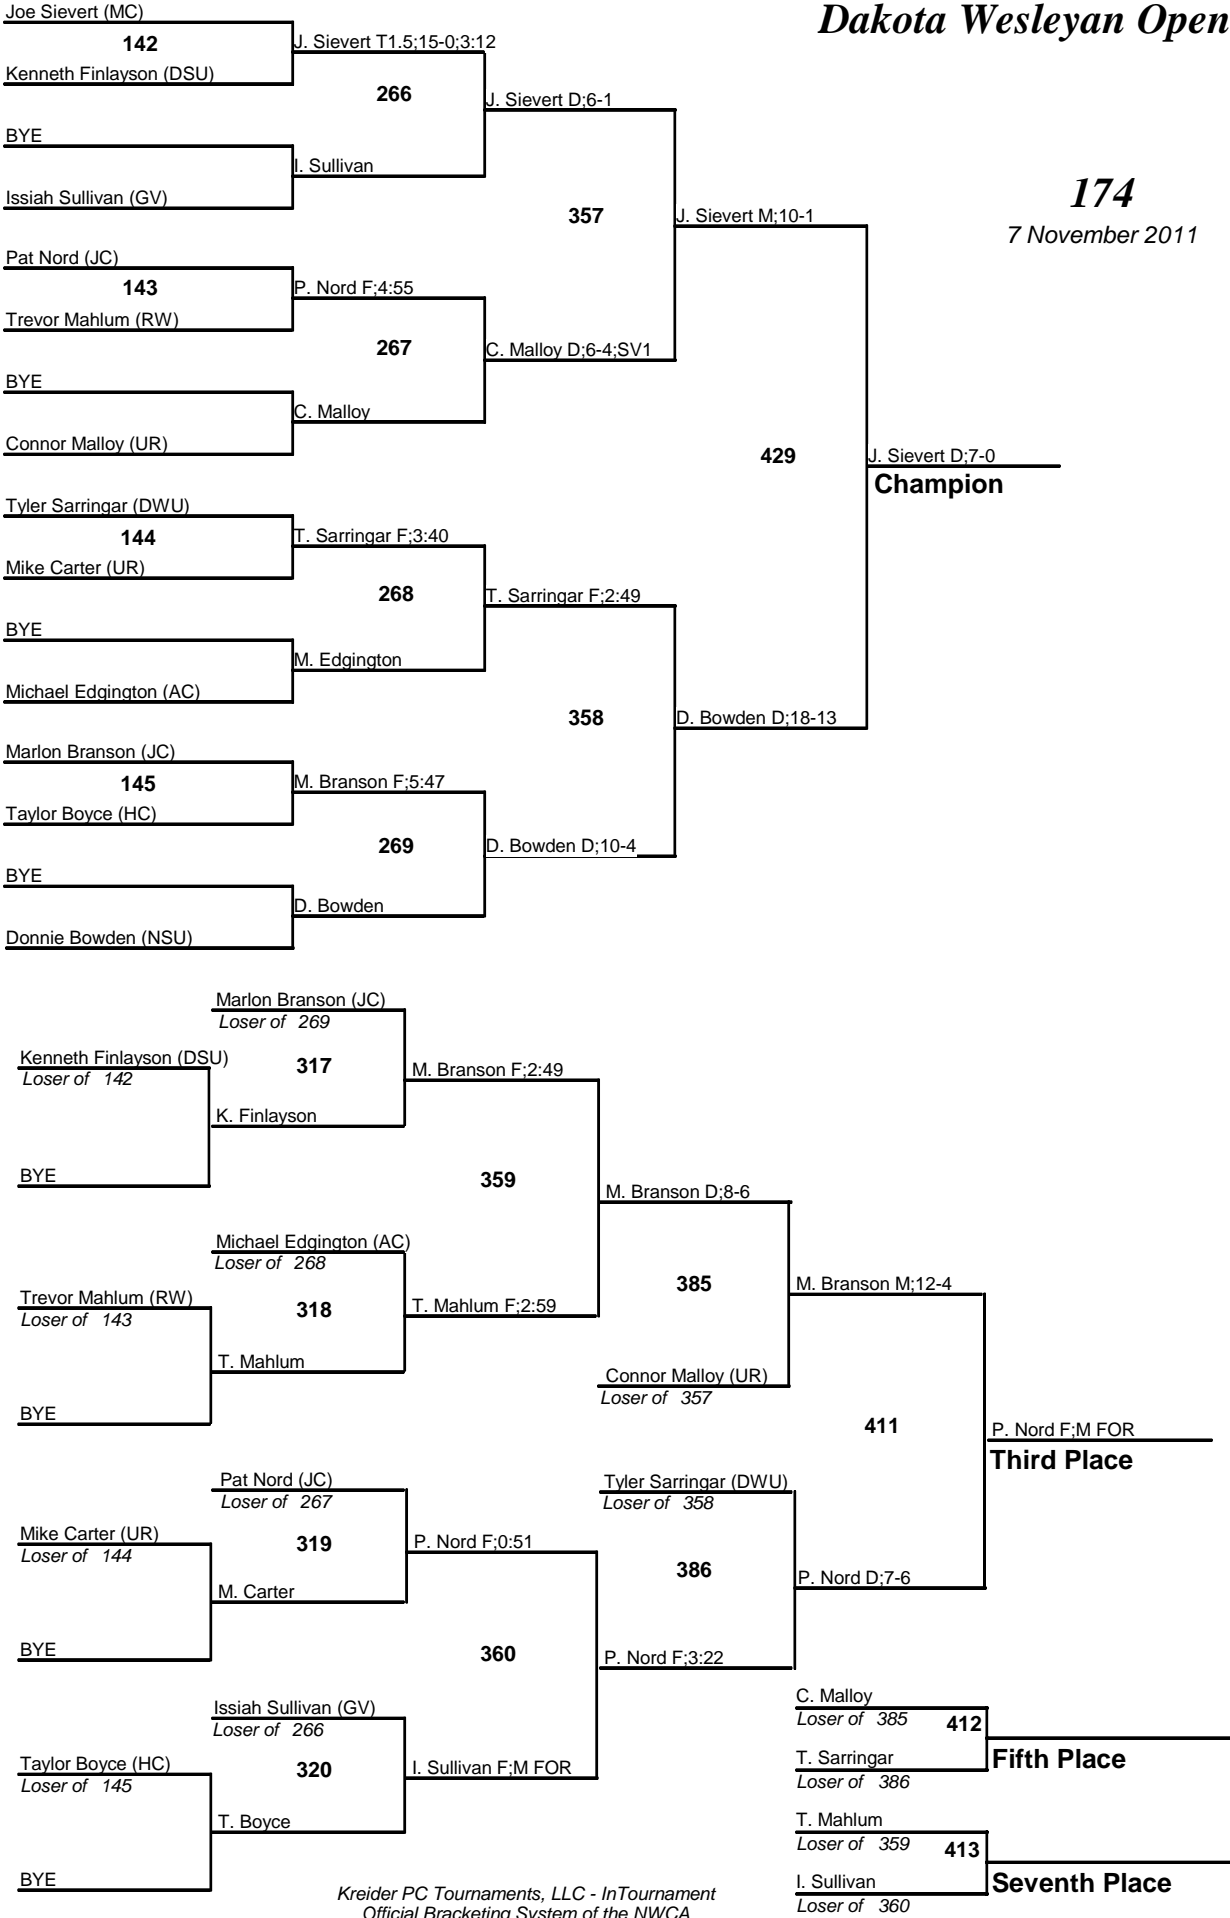 Dakota Wesleyan Open
174
7 November 2011
Joe Sievert (MC)
142
Kenneth Finlayson (DSU)
J. Sievert T1.5;15-0;3:12
266
J. Sievert D;6-1
BYE
I. Sullivan
Issiah Sullivan (GV)
357
J. Sievert M;10-1
Pat Nord (JC)
143
Trevor Mahlum (RW)
P. Nord F;4:55
267
C. Malloy D;6-4;SV1
BYE
C. Malloy
Connor Malloy (UR)
429
J. Sievert D;7-0
Champion
Tyler Sarringar (DWU)
144
Mike Carter (UR)
T. Sarringar F;3:40
268
T. Sarringar F;2:49
BYE
M. Edgington
Michael Edgington (AC)
358
D. Bowden D;18-13
Marlon Branson (JC)
145
Taylor Boyce (HC)
M. Branson F;5:47
269
D. Bowden D;10-4
BYE
D. Bowden
Donnie Bowden (NSU)
Marlon Branson (JC)
Loser of 269
Kenneth Finlayson (DSU)
Loser of 142
317
M. Branson F;2:49
K. Finlayson
BYE
359
M. Branson D;8-6
Michael Edgington (AC)
Loser of 268
Trevor Mahlum (RW)
Loser of 143
318
T. Mahlum F;2:59
T. Mahlum
BYE
385
M. Branson M;12-4
Connor Malloy (UR)
Loser of 357
411
P. Nord F;M FOR
Third Place
Pat Nord (JC)
Loser of 267
Tyler Sarringar (DWU)
Loser of 358
Mike Carter (UR)
Loser of 144
319
P. Nord F;0:51
M. Carter
BYE
386
P. Nord D;7-6
360
P. Nord F;3:22
Issiah Sullivan (GV)
Loser of 266
Taylor Boyce (HC)
Loser of 145
320
I. Sullivan F;M FOR
T. Boyce
BYE
C. Malloy
Loser of 385
412
T. Sarringar
Loser of 386
Fifth Place
T. Mahlum
Loser of 359
413
I. Sullivan
Loser of 360
Seventh Place
Kreider PC Tournaments, LLC - InTournament
Official Bracketing System of the NWCA